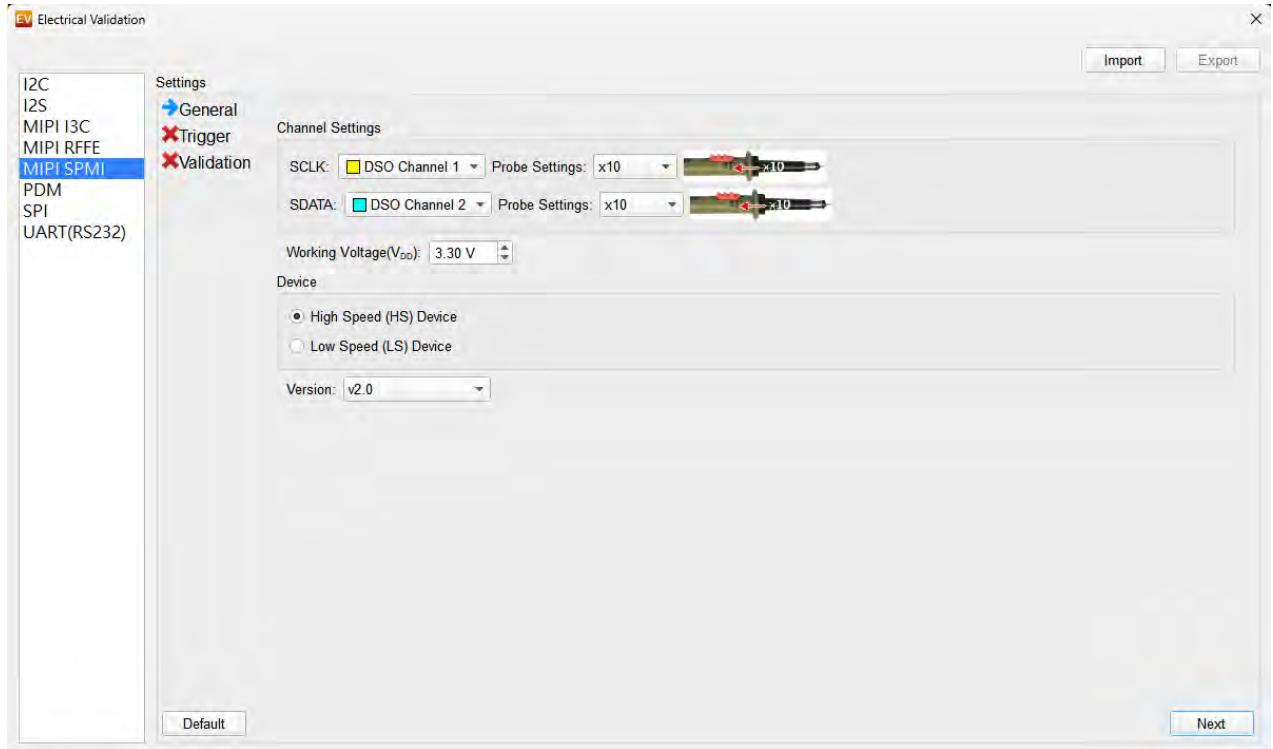 EV Electrical Validation
Import Export
I2C
I2S
MIPI I3C
MIPI RFFE
MIPI SPMI
PDM
SPI
UART(RS232)
Settings
General
Trigger
Validation
Channel Settings
SCLK: DSO Channel 1 Probe Settings: x10 x10
SDATA: DSO Channel 2 Probe Settings: x10 x10
Working Voltage(VDD): 3.30 V
Device
High Speed (HS) Device
Low Speed (LS) Device
Version: v2.0
Default
Next